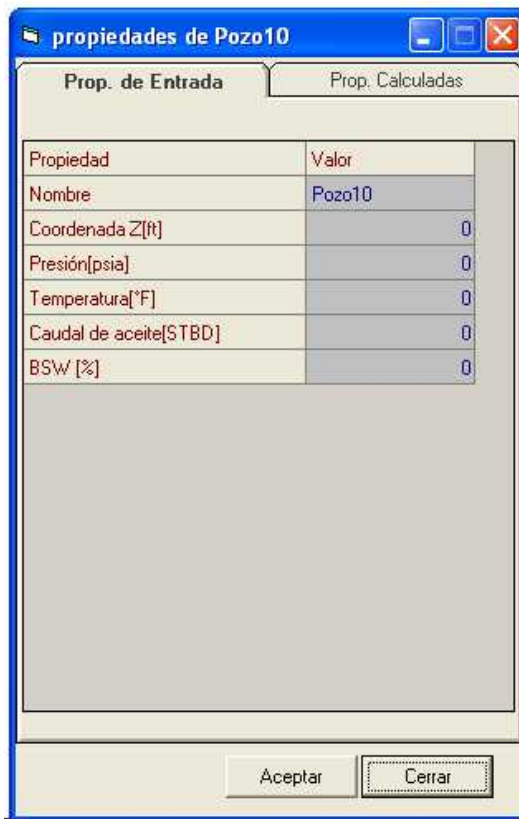 propiedades de Pozo10
Prop. de Entrada Prop. Calculadas
Propiedad Valor
Nombre Pozo10
Coordenada Z[ft] 0
Presión[psia] 0
Temperatura[°F] 0
Caudal de aceite[STBD] 0
BSW [%] 0
Aceptar Cerrar